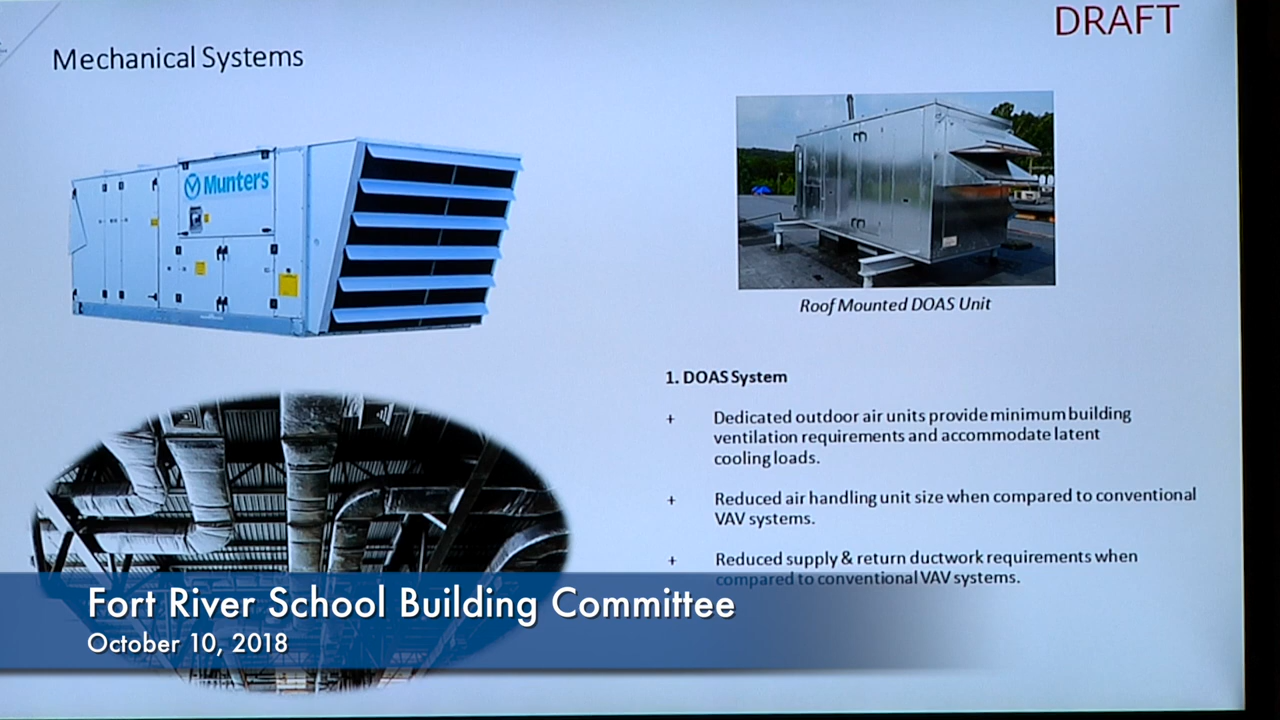 DRAFT
Mechanical Systems
Munters
Roof Mounted DOAS Unit
1. DOAS System
+ Dedicated outdoor air units provide minimum building
ventilation requirements and accommodate latent
cooling loads.
+ Reduced air handling unit size when compared to conventional
VAV systems.
+ Reduced supply & return ductwork requirements when
compared to conventional VAV systems.
Fort River School Building Committee
October 10, 2018